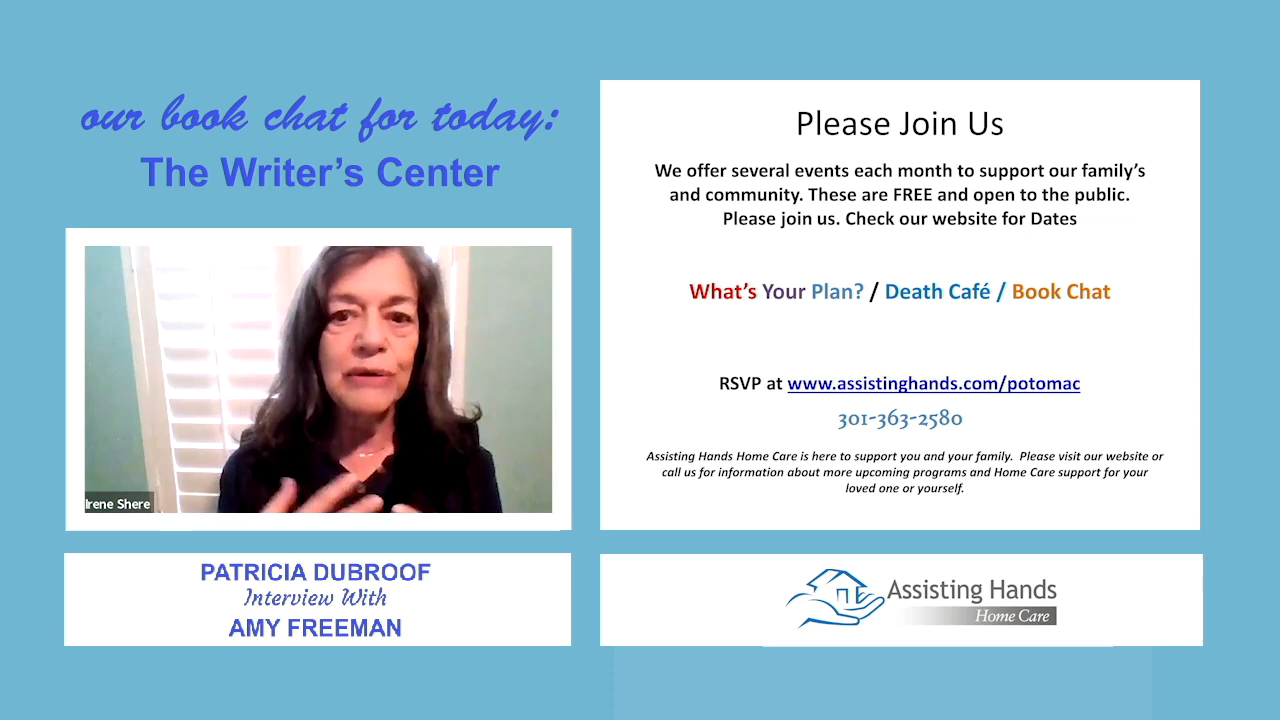 our book chat for today:
The Writer's Center
Irene Shere
PATRICIA DUBROOF
Interview With
AMY FREEMAN
Please Join Us
We offer several events each month to support our family's
and community. These are FREE and open to the public.
Please join us. Check our website for Dates
What's Your Plan? / Death Café / Book Chat
RSVP at www.assistinghands.com/potomac
301-363-2580
Assisting Hands Home Care is here to support you and your family. Please visit our website or
call us for information about more upcoming programs and Home Care support for your
loved one or yourself.
Assisting Hands
Home Care